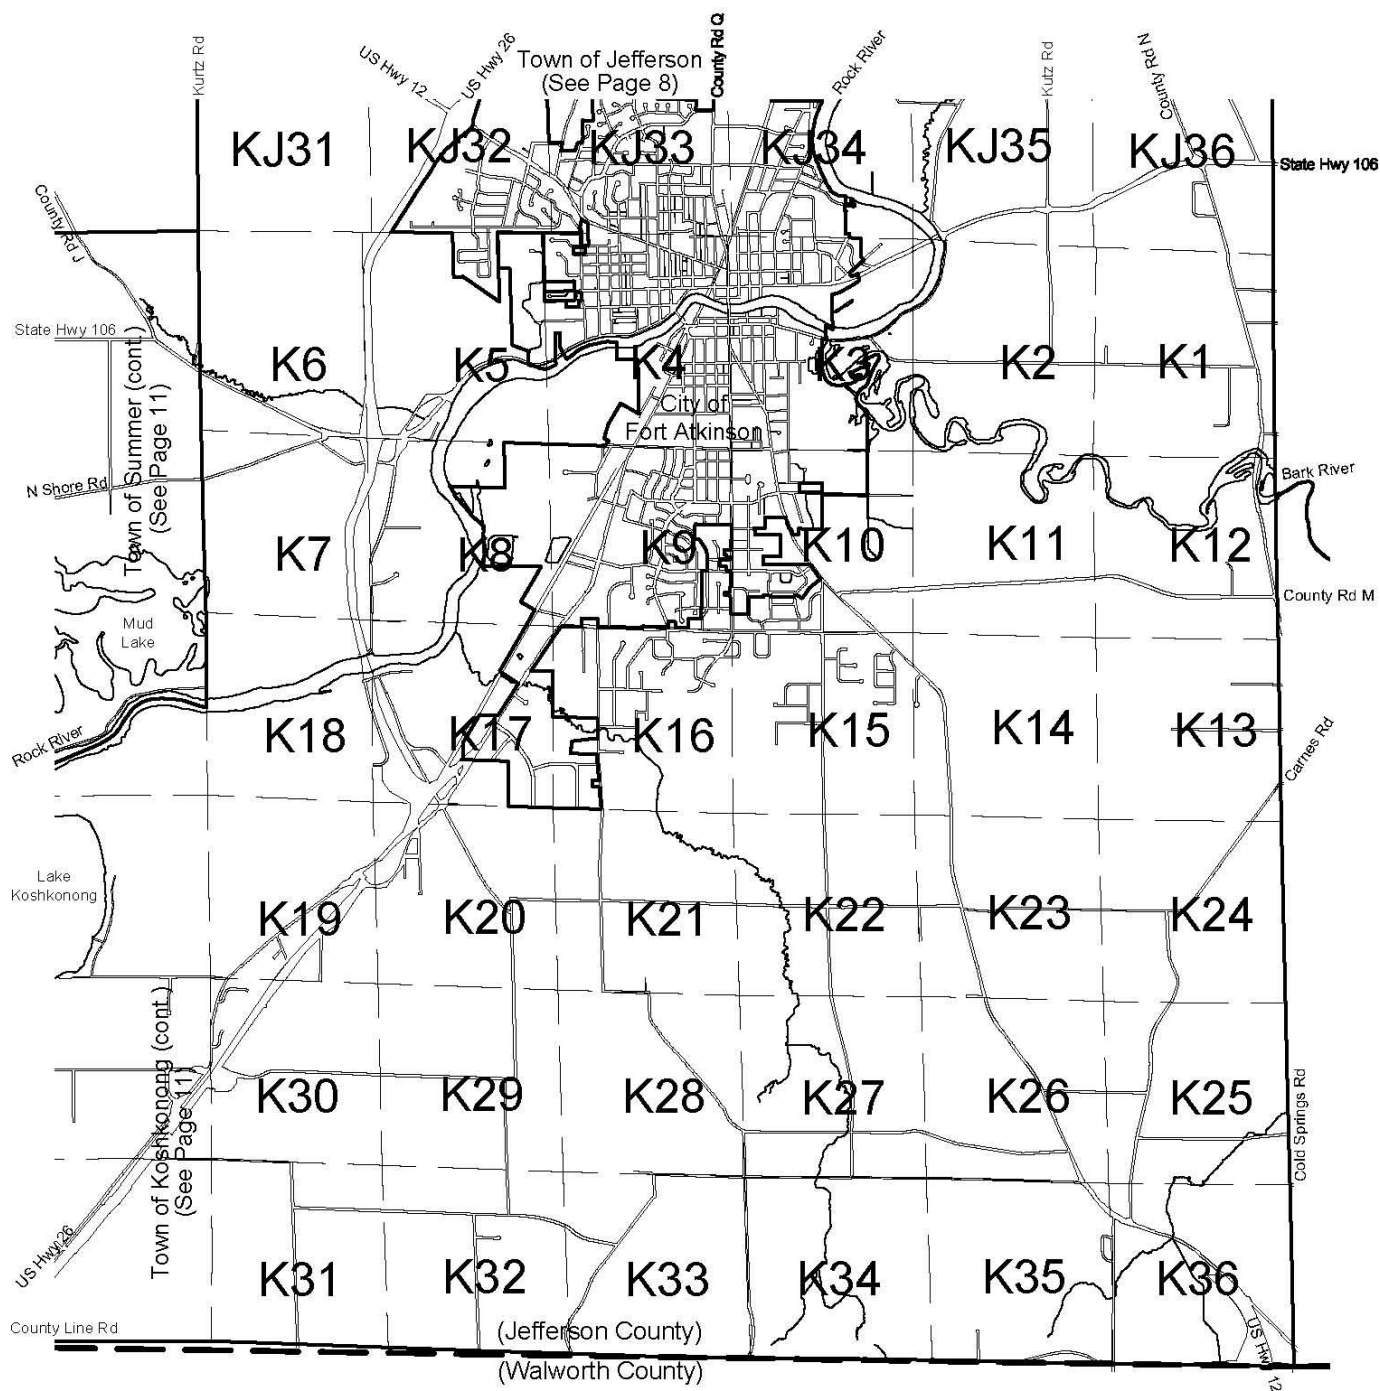 Kurtz Rd
US Hwy 12
US Hwy 26
Town of Jefferson
(See Page 8)
County Rd Q
Rock River
Kutz Rd
County Rd N
KJ31
KJ32
KJ33
KJ34
KJ35
KJ36
State Hwy 106
County Rd J
State Hwy 106
Town of Summer (cont.)
(See Page 11)
K6
K5
K4
K3
K2
K1
City of
Fort Atkinson
N Shore Rd
Bark River
K7
K8
K9
K10
K11
K12
County Rd M
Mud
Lake
Rock River
K18
K17
K16
K15
K14
K13
Carnes Rd
Lake
Koshkonong
K19
K20
K21
K22
K23
K24
Town of Koshkonong (cont.)
(See Page 11)
K30
K29
K28
K27
K26
K25
Cold Springs Rd
US Hwy 26
K31
K32
K33
K34
K35
K36
County Line Rd
(Jefferson County)
(Walworth County)
US Hwy 12